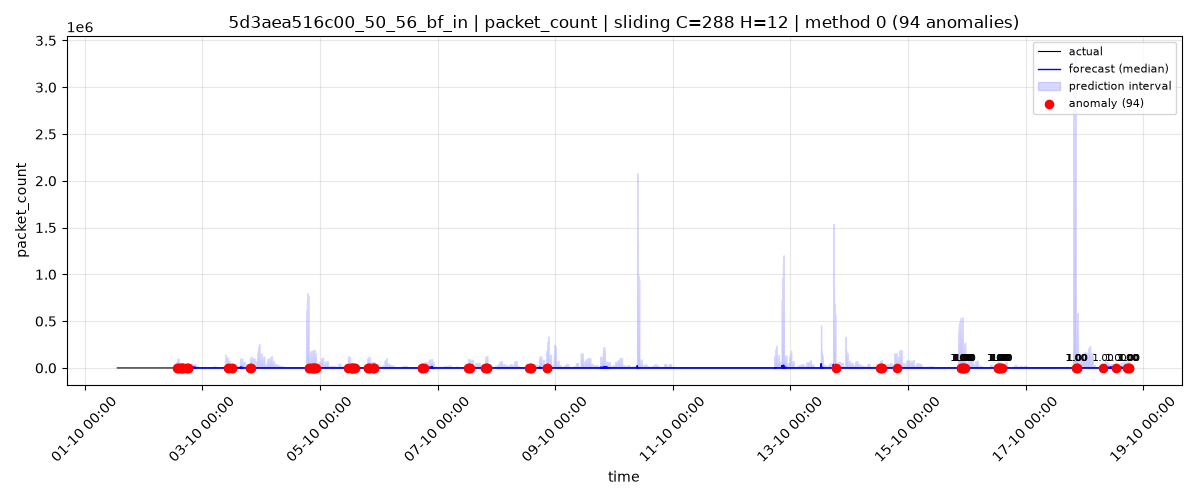 5d3aea516c00_50_56_bf_in | packet_count | sliding C=288 H=12 | method 0 (94 anomalies)
1e6
3.5
3.0
2.5
2.0
1.5
1.0
0.5
0.0
packet_count
actual
forecast (median)
prediction interval
anomaly (94)
1.00
01-10 00:00
03-10 00:00
05-10 00:00
07-10 00:00
09-10 00:00
11-10 00:00
13-10 00:00
15-10 00:00
17-10 00:00
19-10 00:00
time